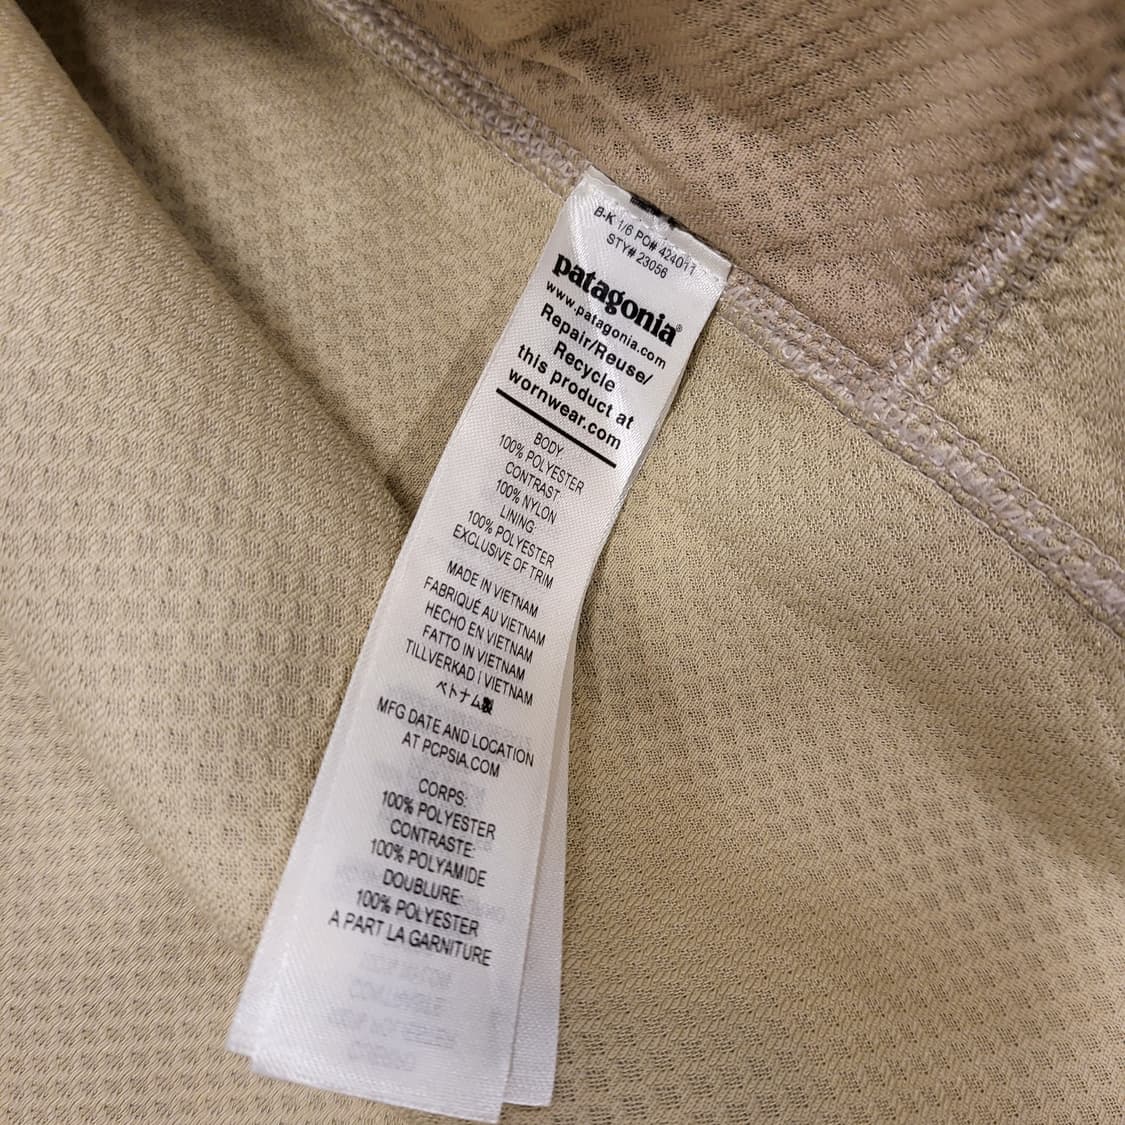 B-K 1/6 PO# 424011
STY# 23056
patagonia®
www.patagonia.com
Repair/Reuse/
Recycle
this product at
wornwear.com
BODY:
100% POLYESTER
CONTRAST:
100% NYLON
LINING:
100% POLYESTER
EXCLUSIVE OF TRIM
MADE IN VIETNAM
FABRIQUÉ AU VIETNAM
HECHO EN VIETNAM
FATTO IN VIETNAM
TILLVERKAD I VIETNAM
ベトナム製
MFG DATE AND LOCATION
AT PCPSIA.COM
CORPS:
100% POLYESTER
CONTRASTE:
100% POLYAMIDE
DOUBLURE:
100% POLYESTER
A PART LA GARNITURE